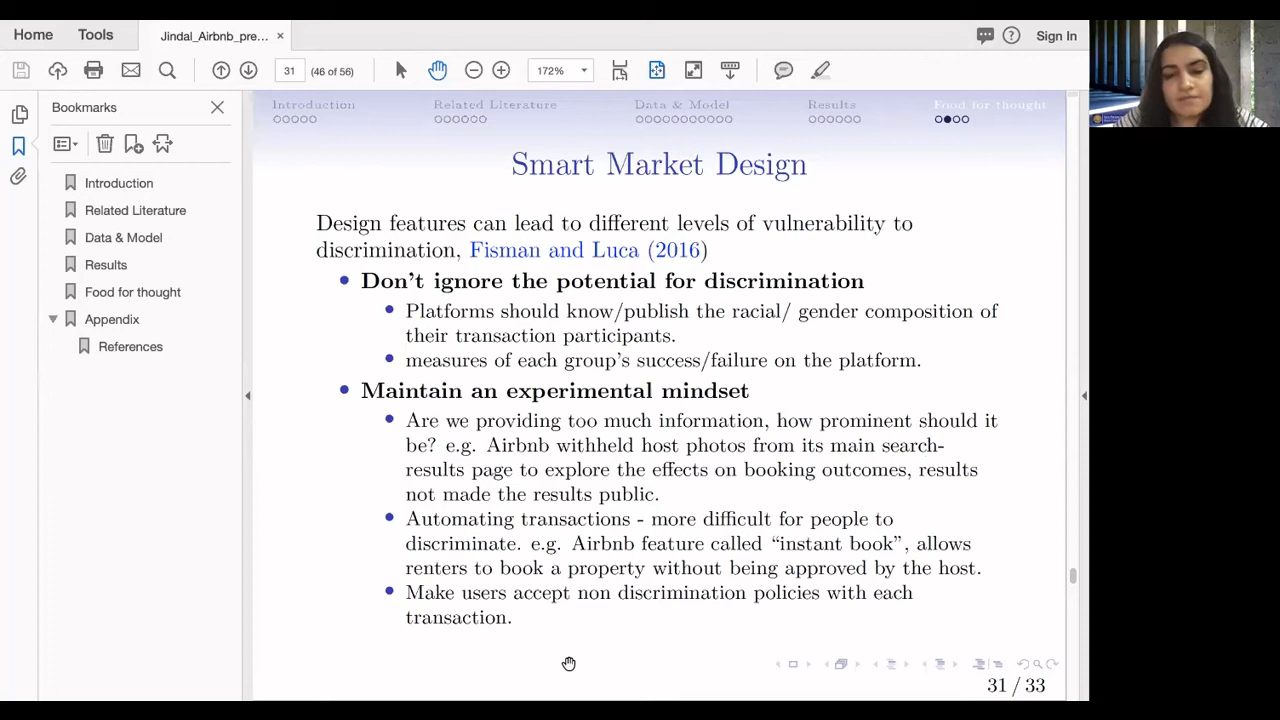 Home Tools Jindal_Airbnb_pre... × Sign In
31 (46 of 56) 172%
Bookmarks
Introduction
Related Literature
Data & Model
Results
Food for thought
Appendix
References
Introduction Related Literature Data & Model Results Food for thought
Smart Market Design
Design features can lead to different levels of vulnerability to
discrimination, Fisman and Luca (2016)
• Don't ignore the potential for discrimination
• Platforms should know/publish the racial/ gender composition of
their transaction participants.
• measures of each group's success/failure on the platform.
• Maintain an experimental mindset
• Are we providing too much information, how prominent should it
be? e.g. Airbnb withheld host photos from its main search-
results page to explore the effects on booking outcomes, results
not made the results public.
• Automating transactions - more difficult for people to
discriminate. e.g. Airbnb feature called “instant book”, allows
renters to book a property without being approved by the host.
• Make users accept non discrimination policies with each
transaction.
31 / 33